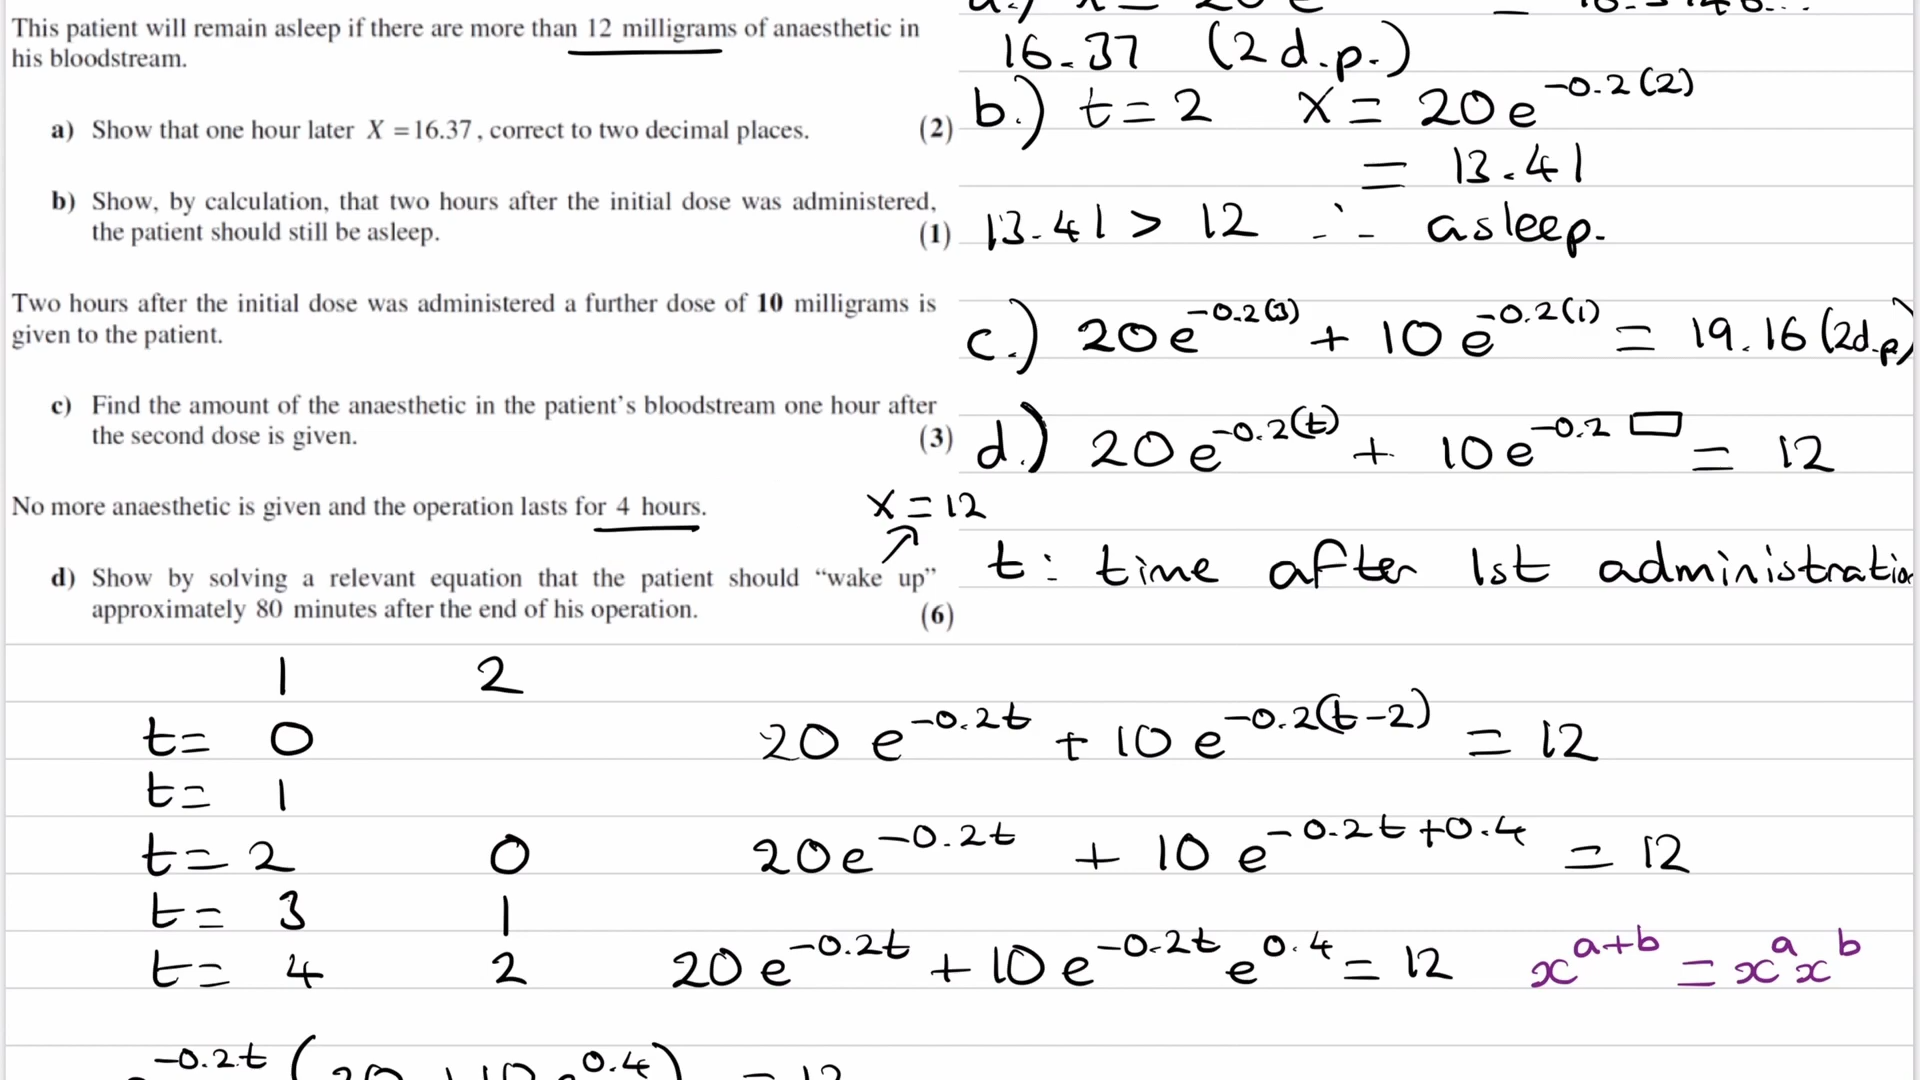 This patient will remain asleep if there are more than 12 milligrams of anaesthetic in
his bloodstream.
a) Show that one hour later X = 16.37, correct to two decimal places. (2)
b) Show, by calculation, that two hours after the initial dose was administered,
the patient should still be asleep. (1)
Two hours after the initial dose was administered a further dose of 10 milligrams is
given to the patient.
c) Find the amount of the anaesthetic in the patient's bloodstream one hour after
the second dose is given. (3)
No more anaesthetic is given and the operation lasts for 4 hours.
x = 12
d) Show by solving a relevant equation that the patient should “wake up”
approximately 80 minutes after the end of his operation. (6)
16.37 (2 d.p.)
b.) t = 2 x = 20e^-0.2(2)
= 13.41
13.41 > 12 ∴ asleep.
c.) 20e^-0.2(3) + 10e^-0.2(1) = 19.16 (2d.p)
d.) 20e^-0.2(t) + 10e^-0.2 □ = 12
t: time after 1st administration
1 2
t = 0
t = 1
t = 2 0
t = 3 1
t = 4 2
20e^-0.2t + 10e^-0.2(t-2) = 12
20e^-0.2t + 10e^-0.2t+0.4 = 12
20e^-0.2t + 10e^-0.2t e^0.4 = 12 x^a+b = x^a x^b
-0.2t (20 + 10e^0.4) = 12